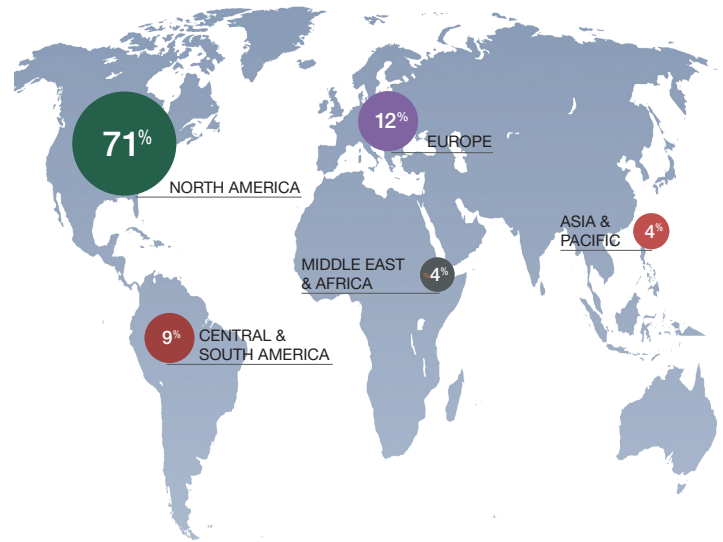 71%
NORTH AMERICA
12%
EUROPE
ASIA &
PACIFIC
4%
MIDDLE EAST
& AFRICA
%4%
9%
CENTRAL &
SOUTH AMERICA